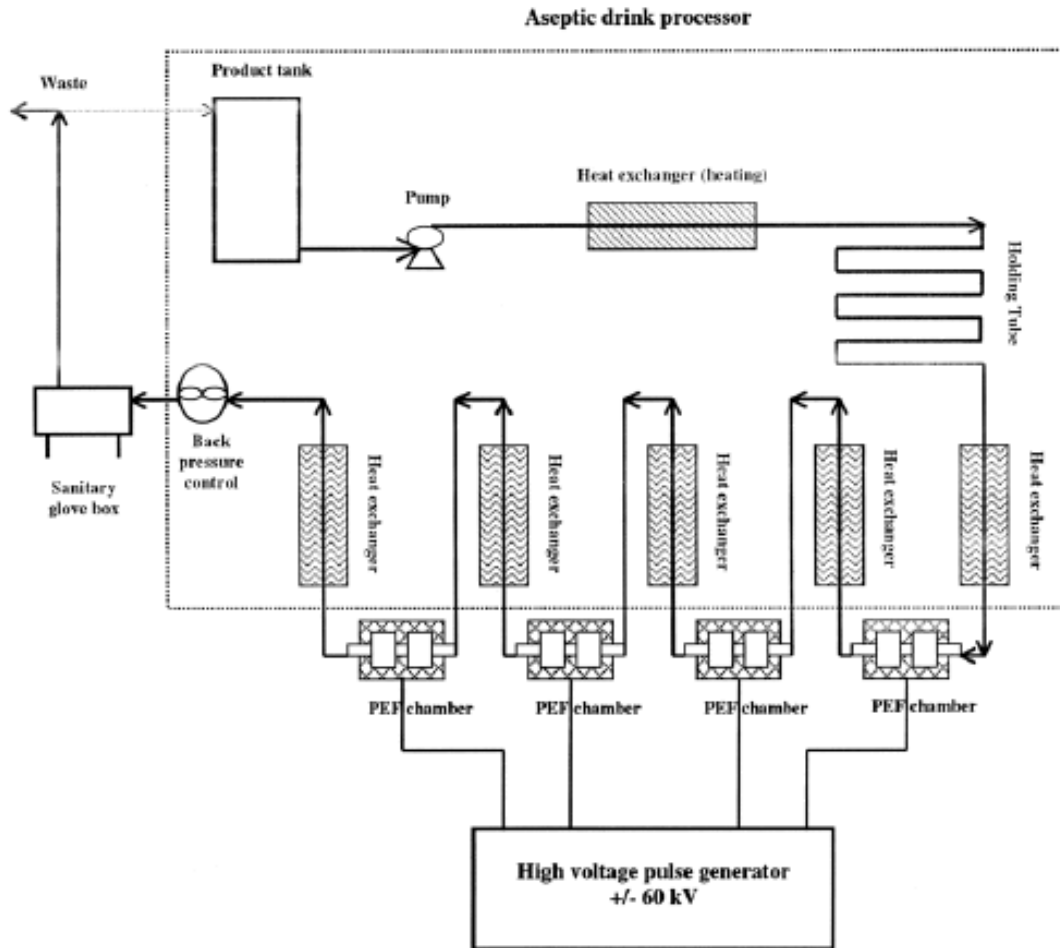 Aseptic drink processor
Waste
Product tank
Pump
Heat exchanger (heating)
Holding Tube
Back
pressure
control
Sanitary
glove box
Heat exchanger
Heat exchanger
Heat exchanger
Heat exchanger
Heat exchanger
PEF chamber
PEF chamber
PEF chamber
PEF chamber
High voltage pulse generator
+/- 60 kV